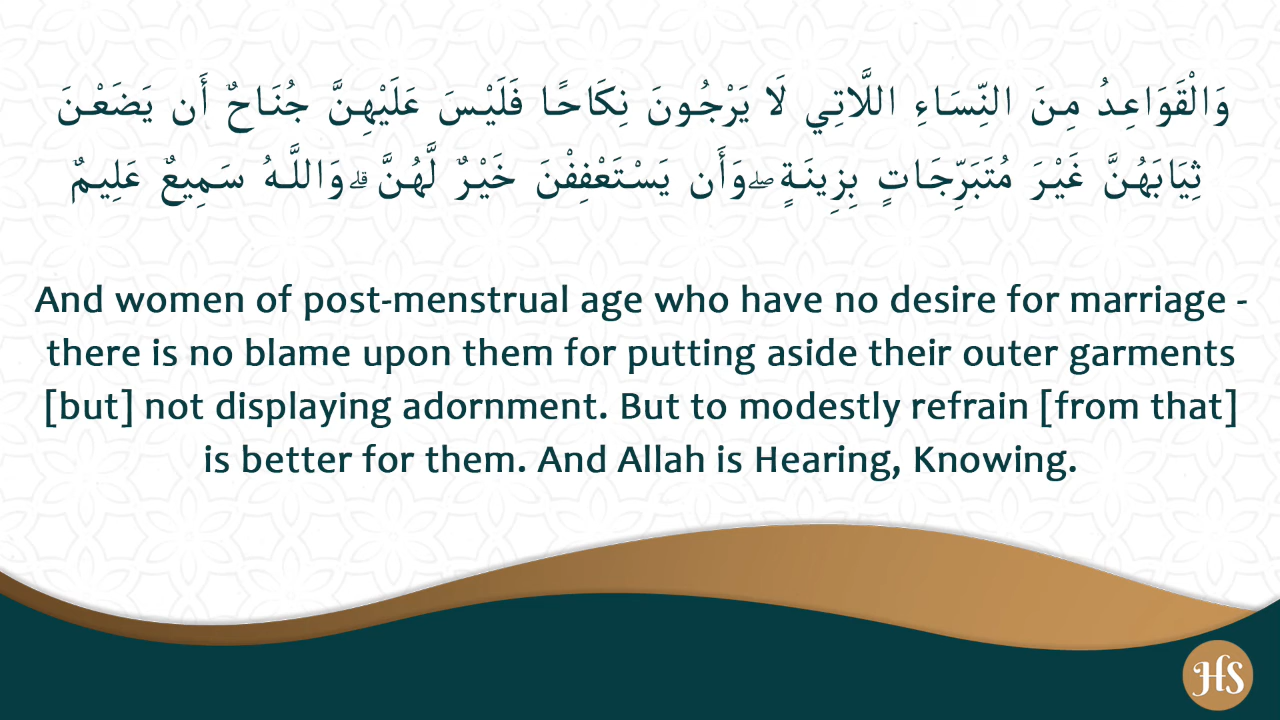 وَالْقَوَاعِدُ مِنَ النِّسَاءِ اللَّاتِي لَا يَرْجُونَ نِكَاحًا فَلَيْسَ عَلَيْهِنَّ جُنَاحٌ أَن يَضَعْنَ
ثِيَابَهُنَّ غَيْرَ مُتَبَرِّجَاتٍ بِزِينَةٍ ۖ وَأَن يَسْتَعْفِفْنَ خَيْرٌ لَّهُنَّ ۗ وَاللَّهُ سَمِيعٌ عَلِيمٌ
And women of post-menstrual age who have no desire for marriage -
there is no blame upon them for putting aside their outer garments
[but] not displaying adornment. But to modestly refrain [from that]
is better for them. And Allah is Hearing, Knowing.
HS